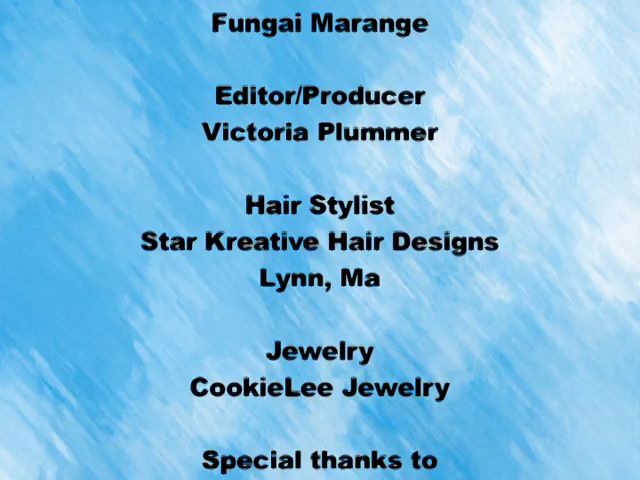 Fungai Marange
Editor/Producer
Victoria Plummer
Hair Stylist
Star Kreative Hair Designs
Lynn, Ma
Jewelry
CookieLee Jewelry
Special thanks to